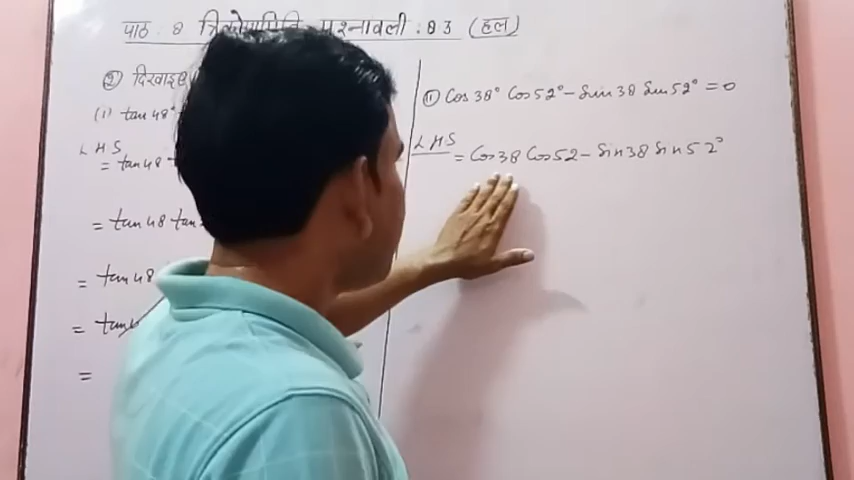 पाठ : 8 त्रिकोणमिति प्रश्नावली : 8.3 (हल)
② दिखाइए
(i) tan 48°
LHS
= tan 48
= tan 48 tan
= tan 48
= tan
=
(ii) Cos 38° Cos 52° - Sin 38 Sin 52° = 0
LHS
= Cos 38 Cos 52 - Sin 38 Sin 52°